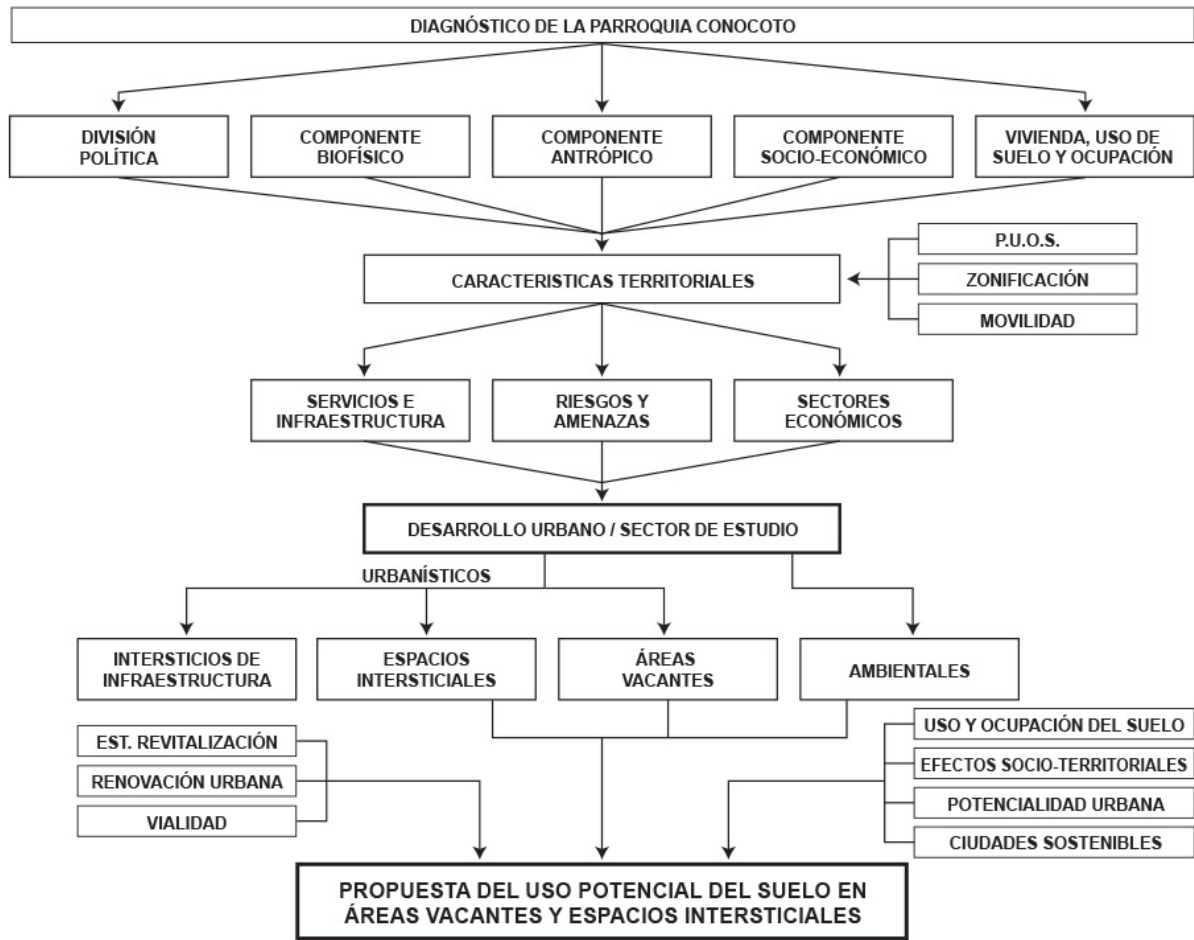 DIAGNÓSTICO DE LA PARROQUIA CONOCOTO
DIVISIÓN
POLÍTICA
COMPONENTE
BIOFÍSICO
COMPONENTE
ANTRÓPICO
COMPONENTE
SOCIO-ECONÓMICO
VIVIENDA, USO DE
SUELO Y OCUPACIÓN
P.U.O.S.
ZONIFICACIÓN
MOVILIDAD
CARACTERISTICAS TERRITORIALES
SERVICIOS E
INFRAESTRUCTURA
RIESGOS Y
AMENAZAS
SECTORES
ECONÓMICOS
DESARROLLO URBANO / SECTOR DE ESTUDIO
URBANÍSTICOS
INTERSTICIOS DE
INFRAESTRUCTURA
ESPACIOS
INTERSTICIALES
ÁREAS
VACANTES
AMBIENTALES
EST. REVITALIZACIÓN
RENOVACIÓN URBANA
VIALIDAD
USO Y OCUPACIÓN DEL SUELO
EFECTOS SOCIO-TERRITORIALES
POTENCIALIDAD URBANA
CIUDADES SOSTENIBLES
PROPUESTA DEL USO POTENCIAL DEL SUELO EN
ÁREAS VACANTES Y ESPACIOS INTERSTICIALES